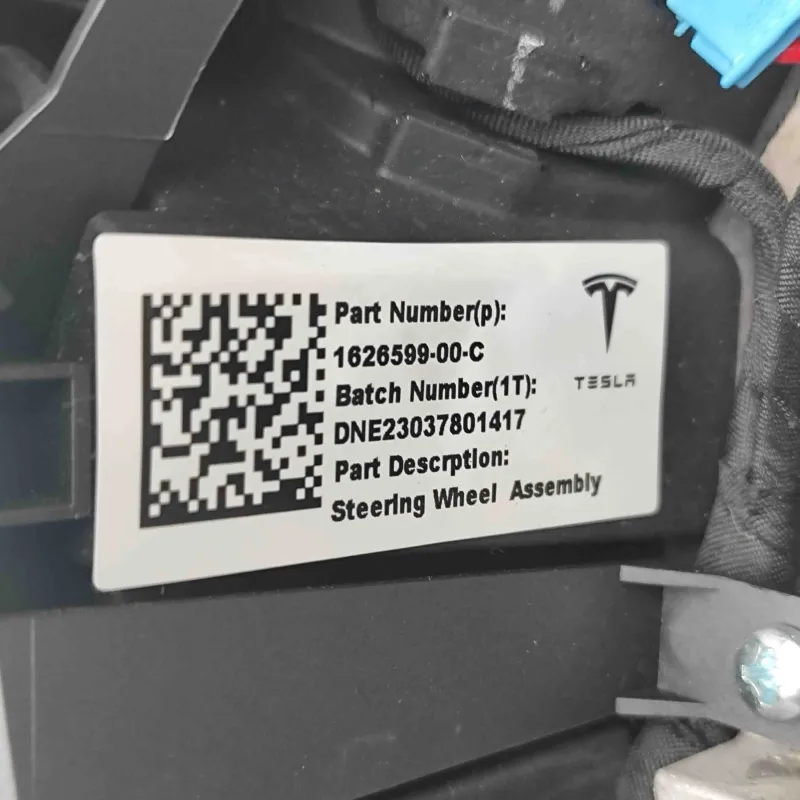 Part Number(p):
1626599-00-C
Batch Number(1T):
DNE23037801417
Part Descrption:
Steering Wheel Assembly
TESLA